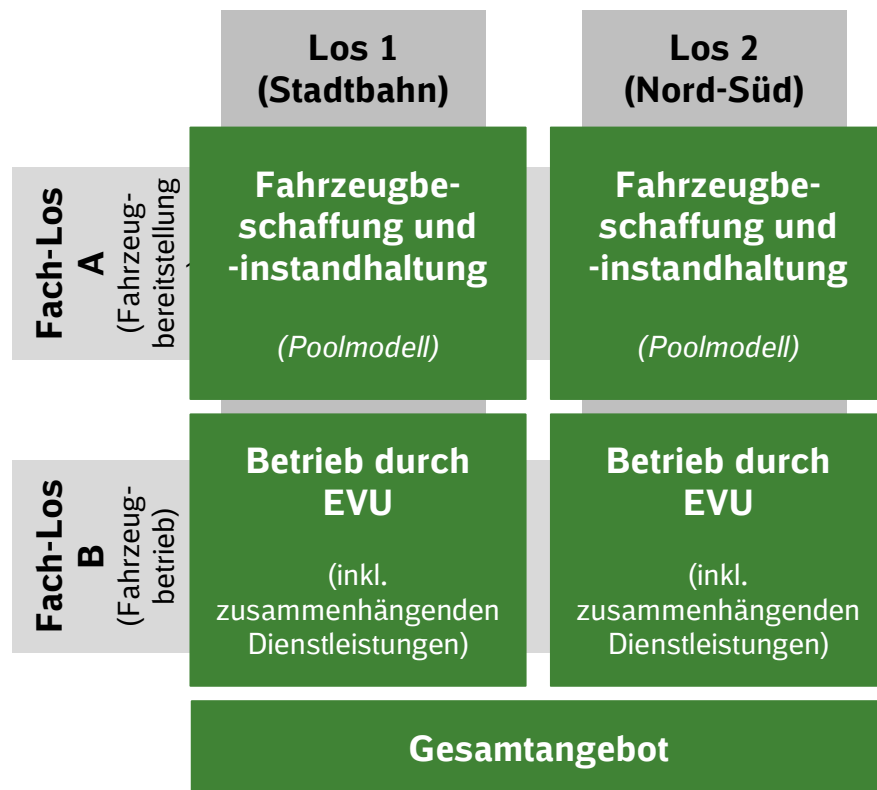 Los 1
(Stadtbahn)
Los 2
(Nord-Süd)
Fach-Los
A
(Fahrzeug-
bereitstellung
)
Fahrzeugbe-
schaffung und
-instandhaltung
(Poolmodell)
Fahrzeugbe-
schaffung und
-instandhaltung
(Poolmodell)
Fach-Los
B
(Fahrzeug-
betrieb)
Betrieb durch
EVU
(inkl.
zusammenhängenden
Dienstleistungen)
Betrieb durch
EVU
(inkl.
zusammenhängenden
Dienstleistungen)
Gesamtangebot